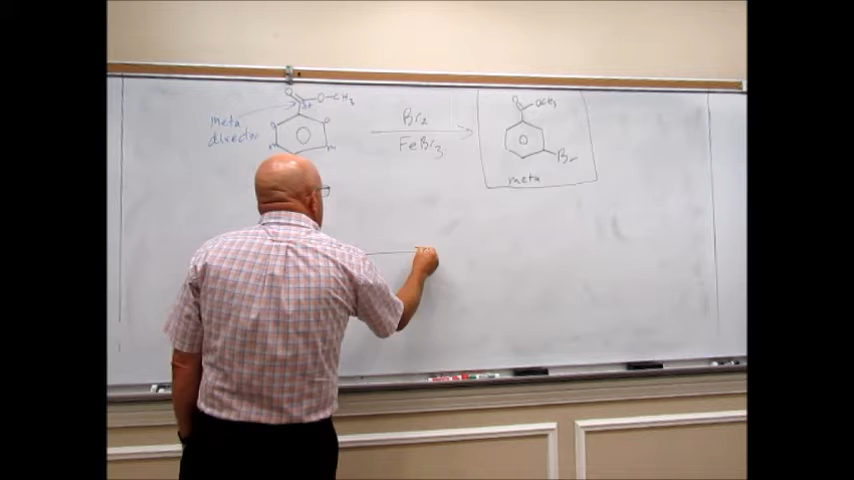 O O-CH3
δ+
meta
director
o o
m m
Br2
FeBr3
O OCH3
Br
meta